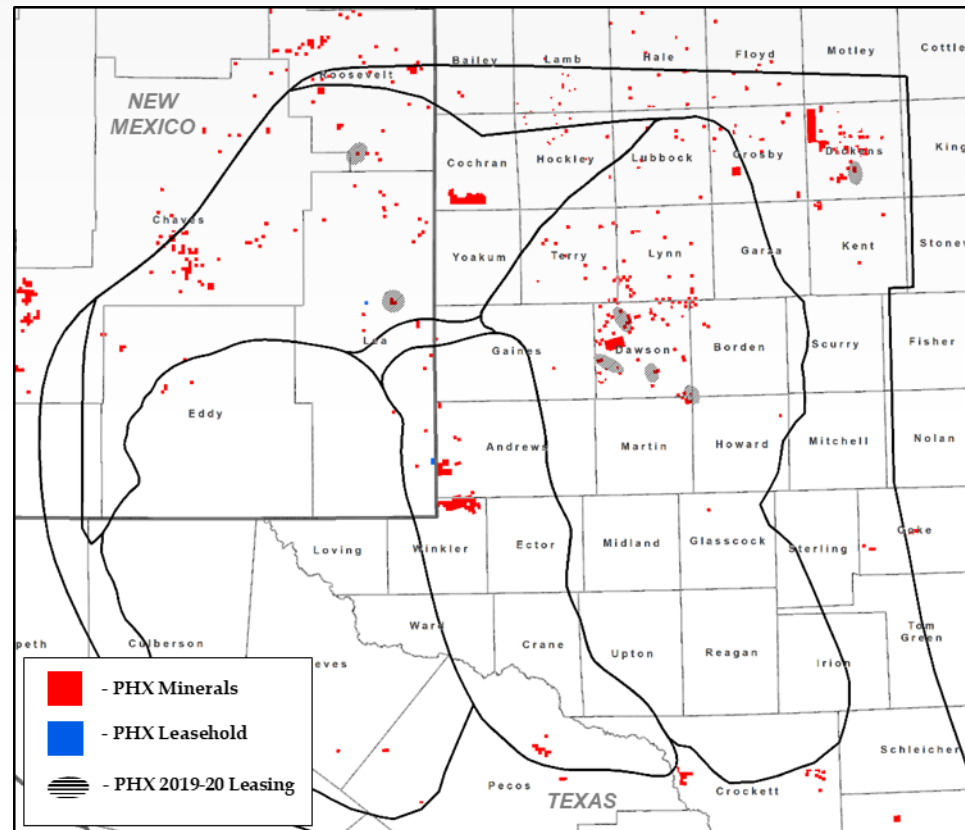 Roosevelt
Bailey
Lamb
Hale
Floyd
Motley
Cottle
NEW
MEXICO
Cochran
Hockley
Lubbock
Crosby
Dickens
King
Chaves
Yoakum
Terry
Lynn
Garza
Kent
Stonew
Lea
Gaines
Dawson
Borden
Scurry
Fisher
Eddy
Andrews
Martin
Howard
Mitchell
Nolan
Loving
Winkler
Ector
Midland
Glasscock
Sterling
Coke
Culberson
Ward
Crane
Upton
Reagan
Irion
Tom
Green
peth
eves
Schleicher
Pecos
TEXAS
Crockett
- PHX Minerals
- PHX Leasehold
- PHX 2019-20 Leasing